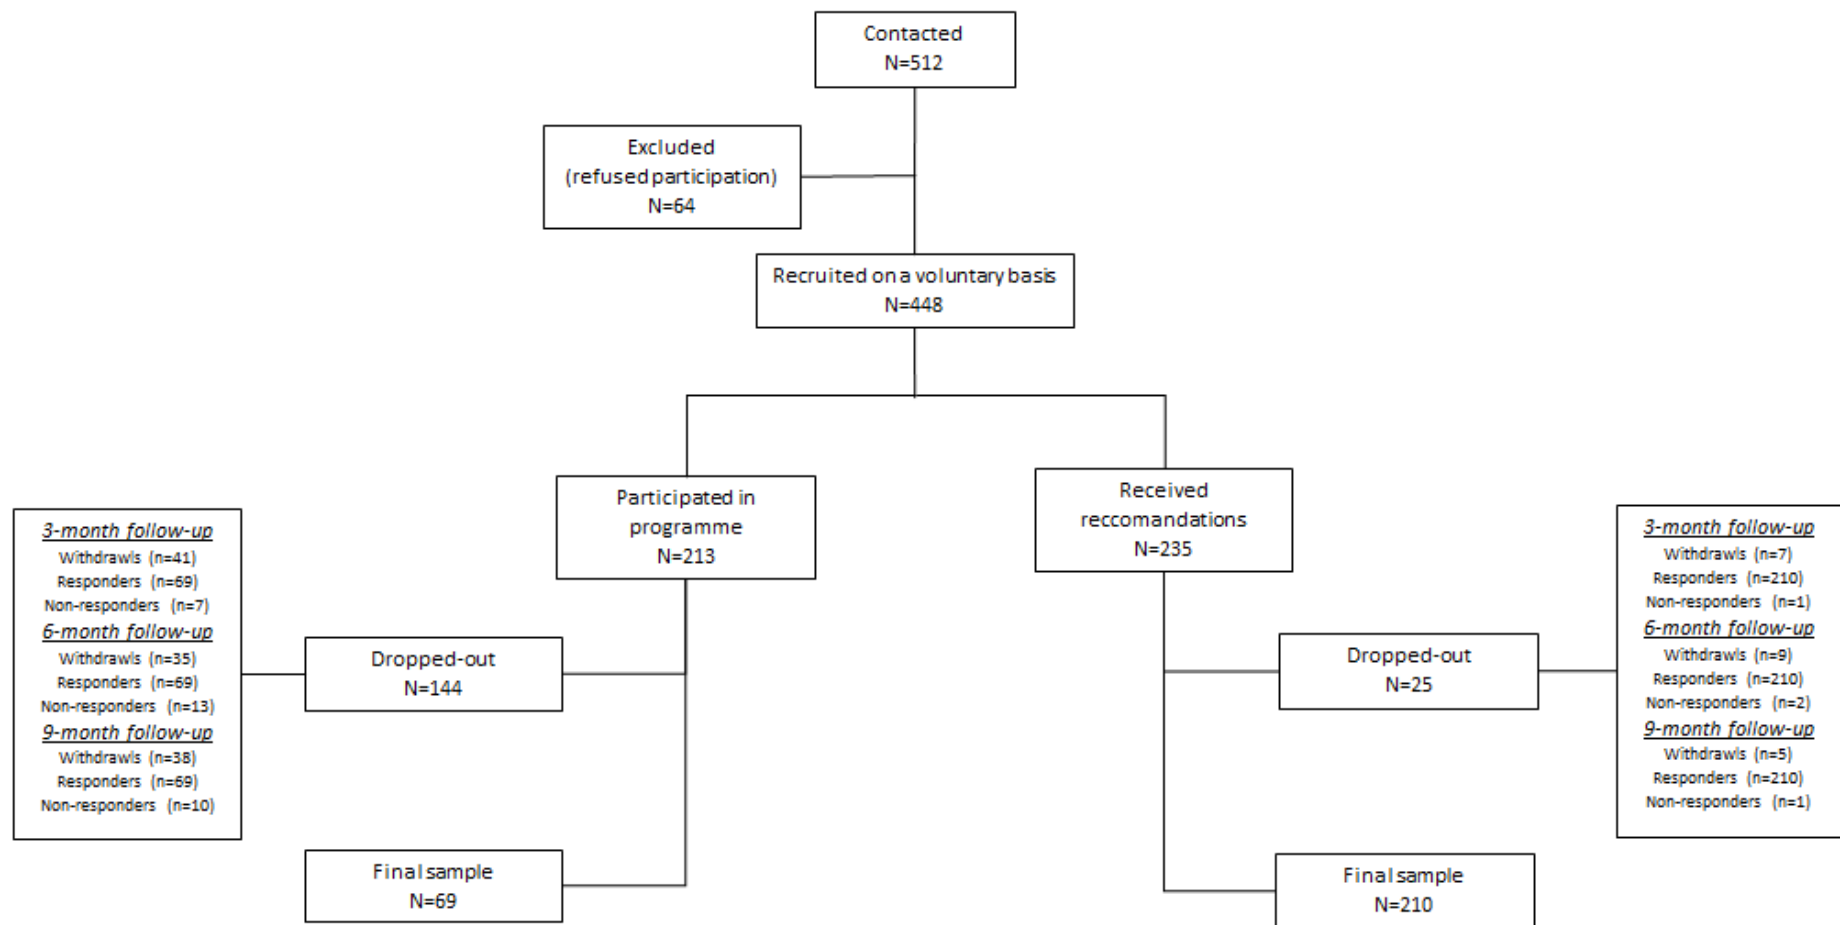 Contacted
N=512
Excluded
(refused participation)
N=64
Recruited on a voluntary basis
N=448
Participated in
programme
N=213
Received
reccomandations
N=235
3-month follow-up
Withdrawls (n=41)
Responders (n=69)
Non-responders (n=7)
6-month follow-up
Withdrawls (n=35)
Responders (n=69)
Non-responders (n=13)
9-month follow-up
Withdrawls (n=38)
Responders (n=69)
Non-responders (n=10)
Dropped-out
N=144
Dropped-out
N=25
3-month follow-up
Withdrawls (n=7)
Responders (n=210)
Non-responders (n=1)
6-month follow-up
Withdrawls (n=9)
Responders (n=210)
Non-responders (n=2)
9-month follow-up
Withdrawls (n=5)
Responders (n=210)
Non-responders (n=1)
Final sample
N=69
Final sample
N=210